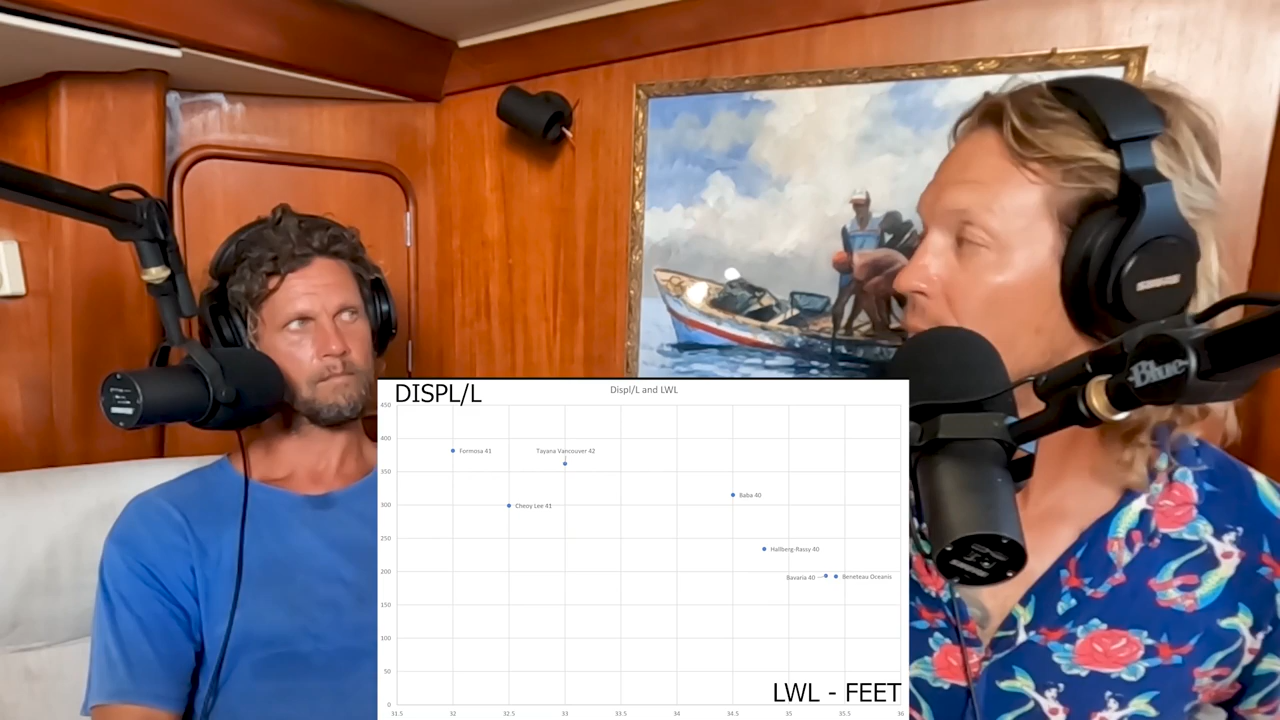 SHURE
Blue
DISPL/L
Displ/L and LWL
450
400
350
300
250
200
150
100
50
0
Formosa 41
Tayana Vancouver 42
Cheoy Lee 41
Baba 40
Hallberg-Rassy 40
Bavaria 40
Beneteau Oceanis
LWL - FEET
31.5 32 32.5 33 33.5 34 34.5 35 35.5 36